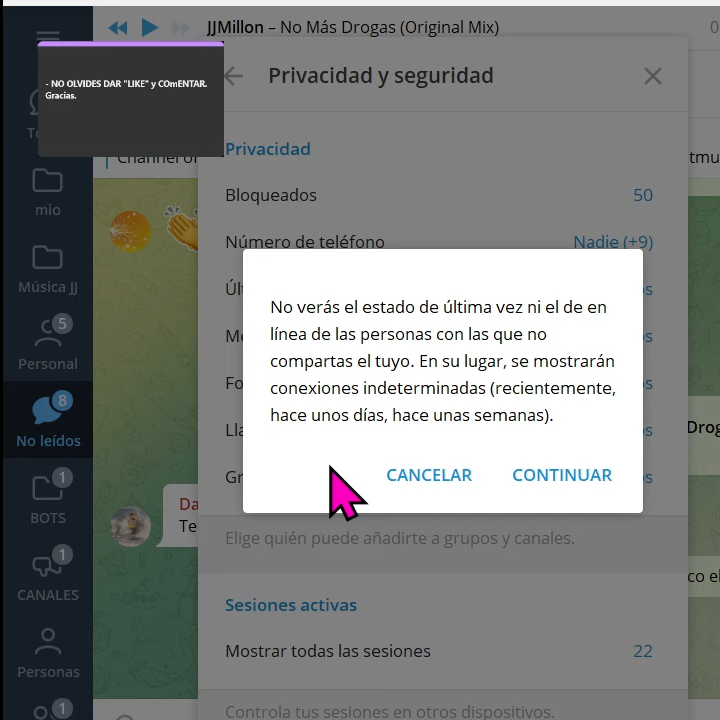 JJMillon – No Más Drogas (Original Mix)
- NO OLVIDES DAR "LIKE" y COmENTAR.
Gracias.
Privacidad y seguridad
Privacidad
Bloqueados 50
Número de teléfono Nadie (+9)
No verás el estado de última vez ni el de en
línea de las personas con las que no
compartas el tuyo. En su lugar, se mostrarán
conexiones indeterminadas (recientemente,
hace unos días, hace unas semanas).
CANCELAR CONTINUAR
Elige quién puede añadirte a grupos y canales.
Sesiones activas
Mostrar todas las sesiones 22
Controla tus sesiones en otros dispositivos.
mio
Música JJ
5
Personal
8
No leídos
1
BOTS
1
CANALES
Personas
1